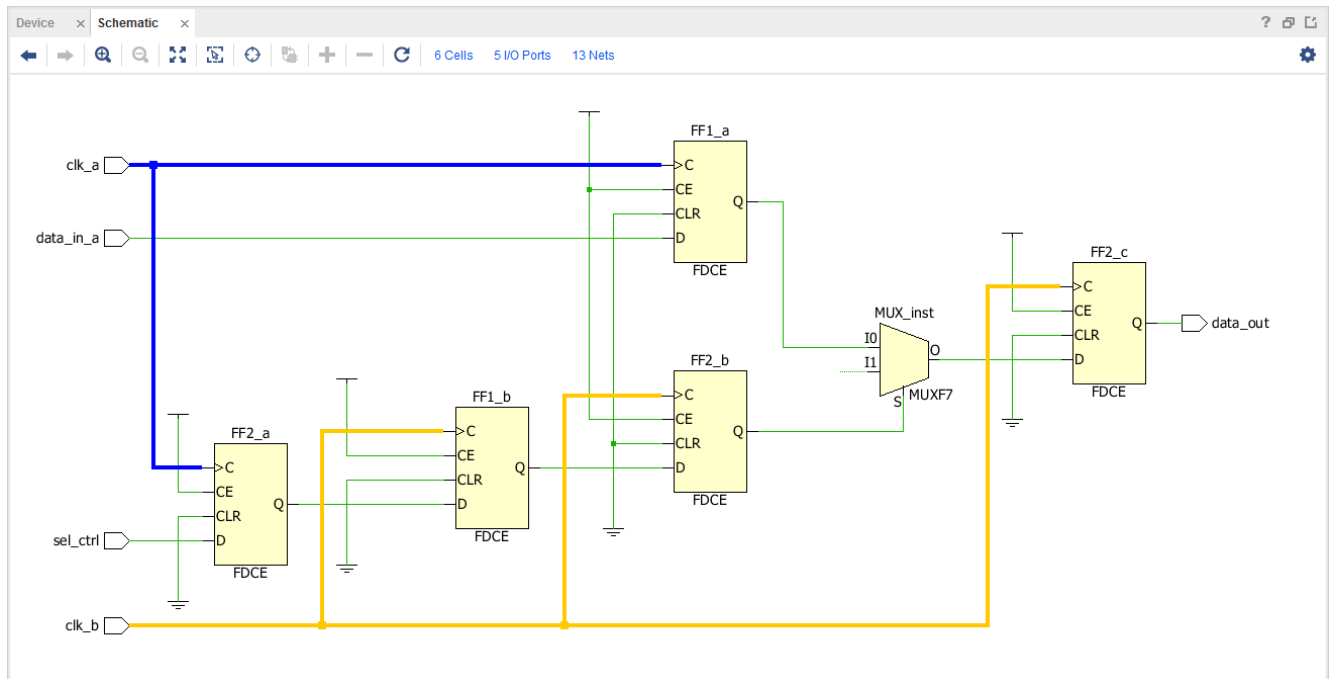 Device × Schematic ×
?
6 Cells 5 I/O Ports 13 Nets
FF1_a
clk_a
C
CE
CLR
Q
data_in_a
D
FDCE
FF2_c
C
CE
CLR
Q
data_out
D
FDCE
MUX_inst
I0
I1
O
S
MUXF7
FF2_b
C
CE
CLR
Q
D
FDCE
FF1_b
C
CE
Q
CLR
D
FDCE
FF2_a
C
CE
Q
CLR
sel_ctrl
D
FDCE
clk_b